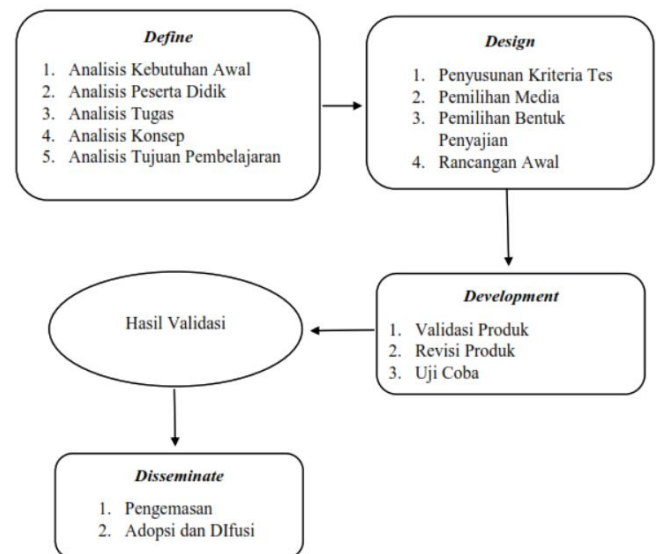 Define
1. Analisis Kebutuhan Awal
2. Analisis Peserta Didik
3. Analisis Tugas
4. Analisis Konsep
5. Analisis Tujuan Pembelajaran
Design
1. Penyusunan Kriteria Tes
2. Pemilihan Media
3. Pemilihan Bentuk
Penyajian
4. Rancangan Awal
Development
1. Validasi Produk
2. Revisi Produk
3. Uji Coba
Hasil Validasi
Disseminate
1. Pengemasan
2. Adopsi dan DIfusi